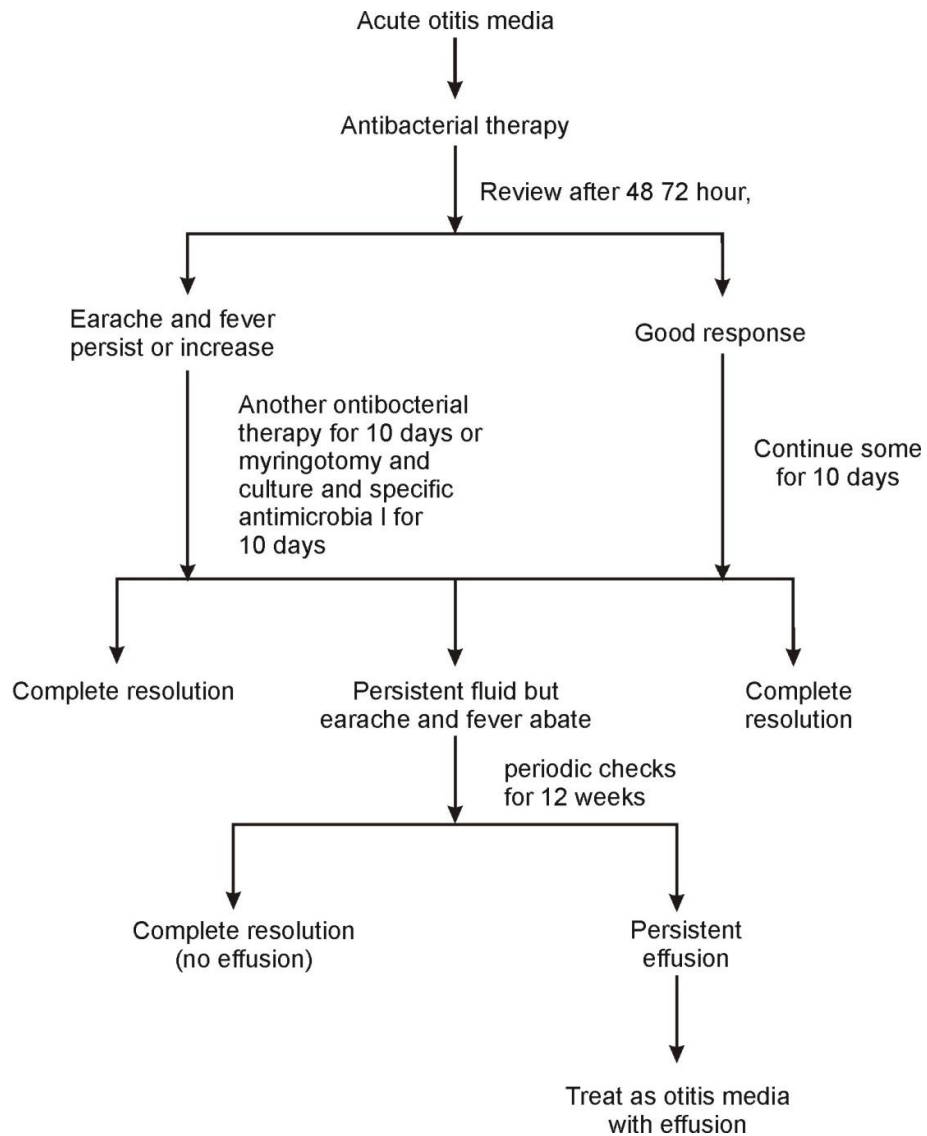 Acute otitis media
Antibacterial therapy
Review after 48 72 hour,
Earache and fever
persist or increase
Good response
Another ontibocterial
therapy for 10 days or
myringotomy and
culture and specific
antimicrobia l for
10 days
Continue some
for 10 days
Complete resolution
Persistent fluid but
earache and fever abate
Complete
resolution
periodic checks
for 12 weeks
Complete resolution
(no effusion)
Persistent
effusion
Treat as otitis media
with effusion